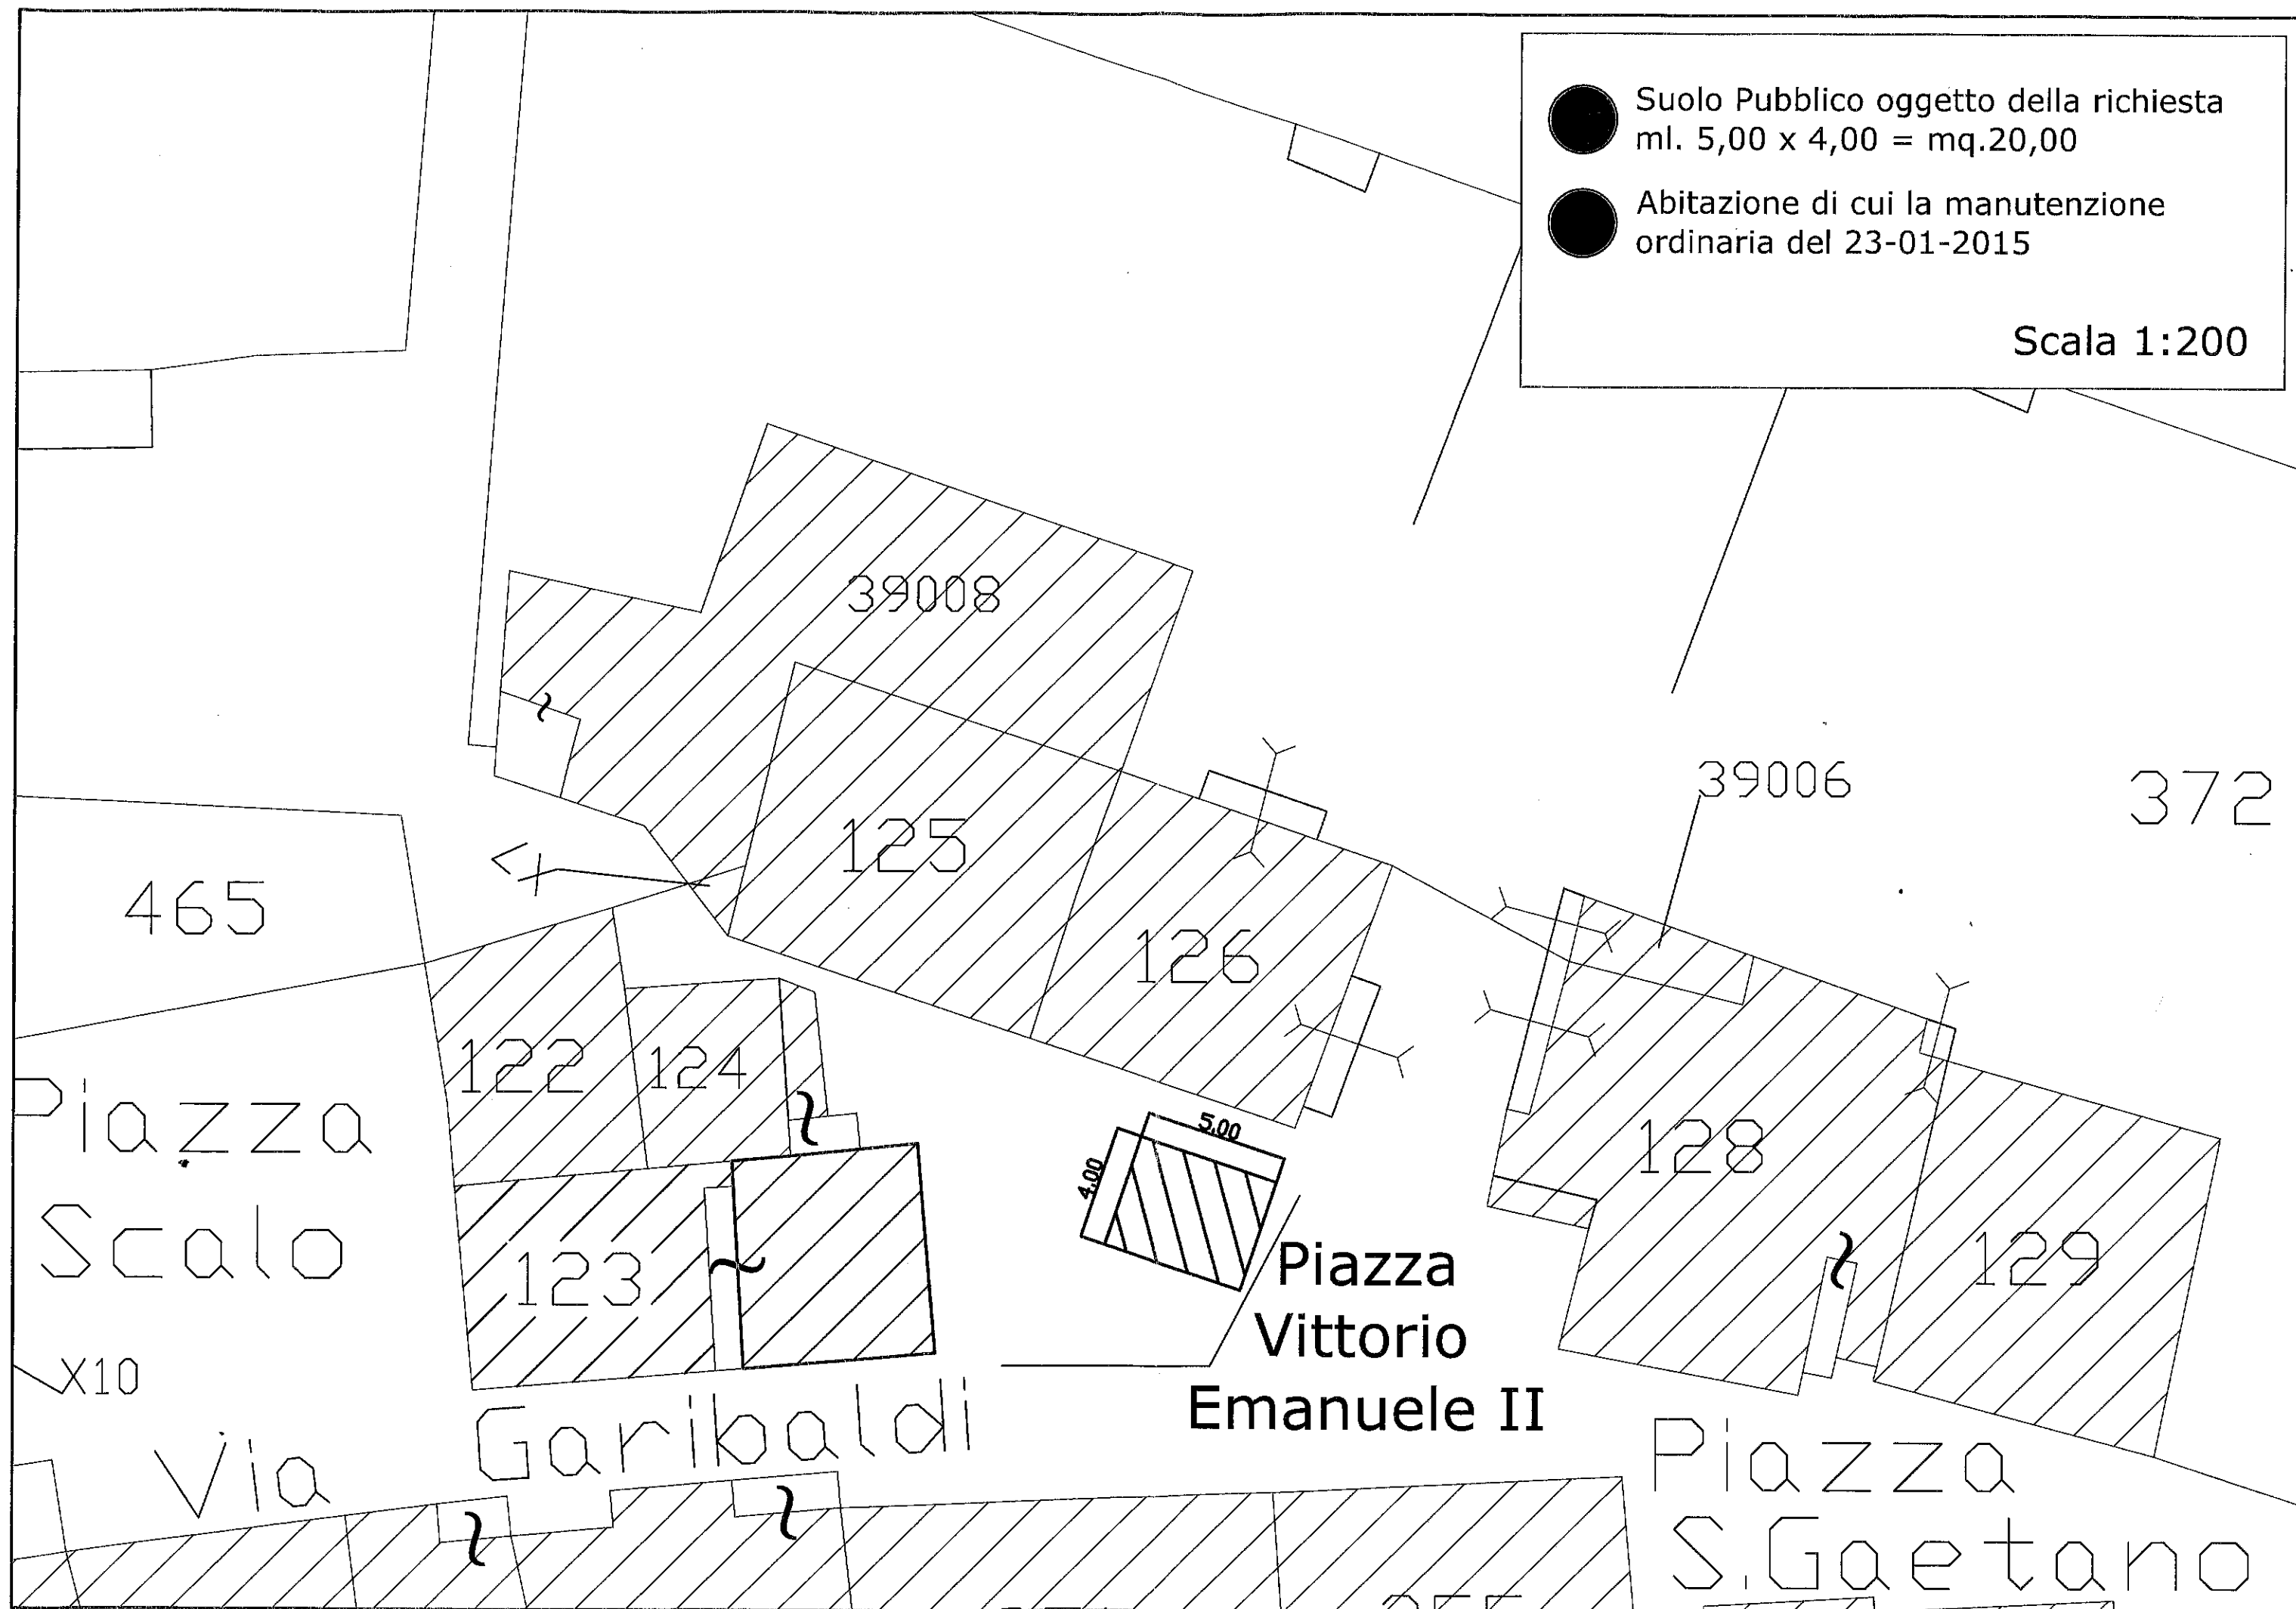 Suolo Pubblico oggetto della richiesta
ml. 5,00 x 4,00 = mq.20,00
Abitazione di cui la manutenzione
ordinaria del 23-01-2015
Scala 1:200
39008
39006
372
125
465
126
122
124
Piazza
Scalo
5.00
4.00
128
123
129
Piazza
Vittorio
Emanuele II
X10
Via Garibaldi
Piazza
S.Gaetano